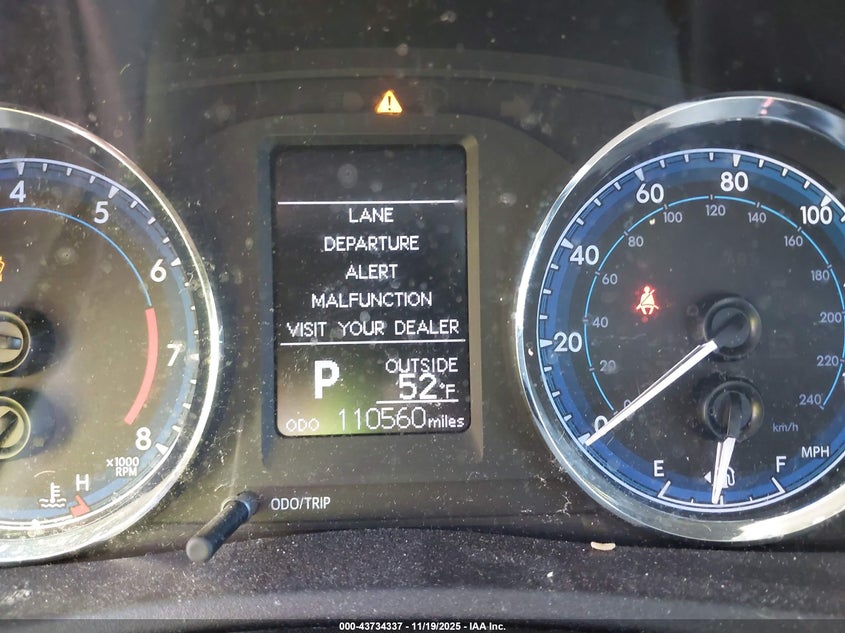 LANE
DEPARTURE
ALERT
MALFUNCTION
VISIT YOUR DEALER
P
OUTSIDE
52°F
ODO 110560 miles
4
5
6
7
8
×1000
RPM
H
ODO/TRIP
0
20
40
60
80
100
20
40
60
80
100
120
140
160
180
200
220
240
km/h
MPH
E
F
000-43734337 - 11/19/2025 - IAA Inc.